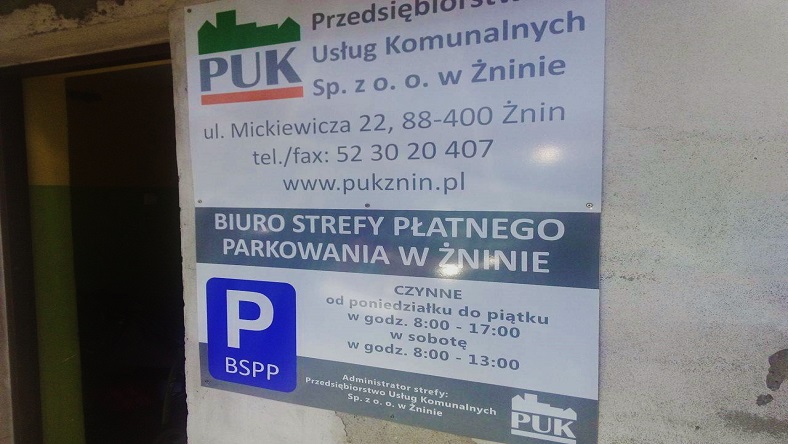 PUK
Przedsiębiorstwo
Usług Komunalnych
Sp. z o. o. w Żninie
ul. Mickiewicza 22, 88-400 Żnin
tel./fax: 52 30 20 407
www.pukznin.pl
BIURO STREFY PŁATNEGO
PARKOWANIA W ŻNINIE
P
BSPP
CZYNNE
od poniedziałku do piątku
w godz. 8:00 - 17:00
w sobotę
w godz. 8:00 - 13:00
Administrator strefy:
Przedsiębiorstwo Usług Komunalnych
Sp. z o. o. w Żninie
PUK